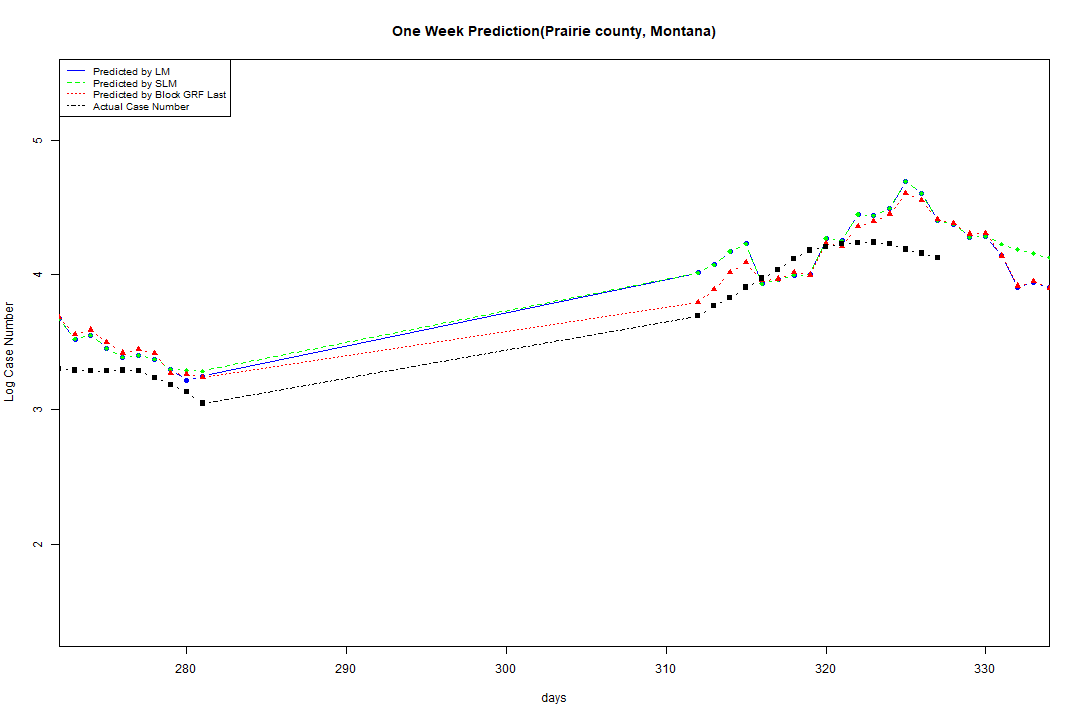 One Week Prediction(Prairie county, Montana)
Predicted by LM
Predicted by SLM
Predicted by Block GRF Last
Actual Case Number
5
4
3
2
Log Case Number
280 290 300 310 320 330
days